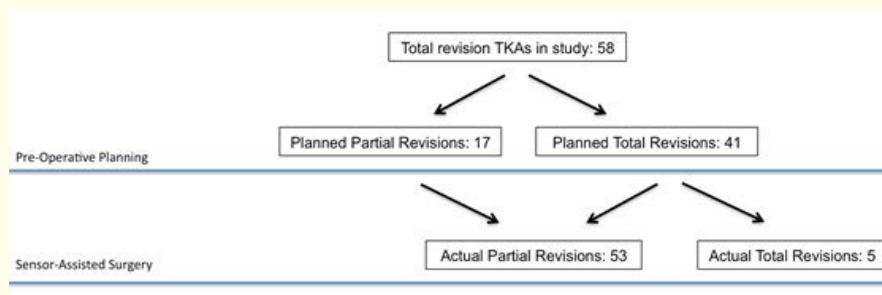 Total revision TKAs in study: 58
Planned Partial Revisions: 17
Planned Total Revisions: 41
Pre-Operative Planning
Actual Partial Revisions: 53
Actual Total Revisions: 5
Sensor-Assisted Surgery